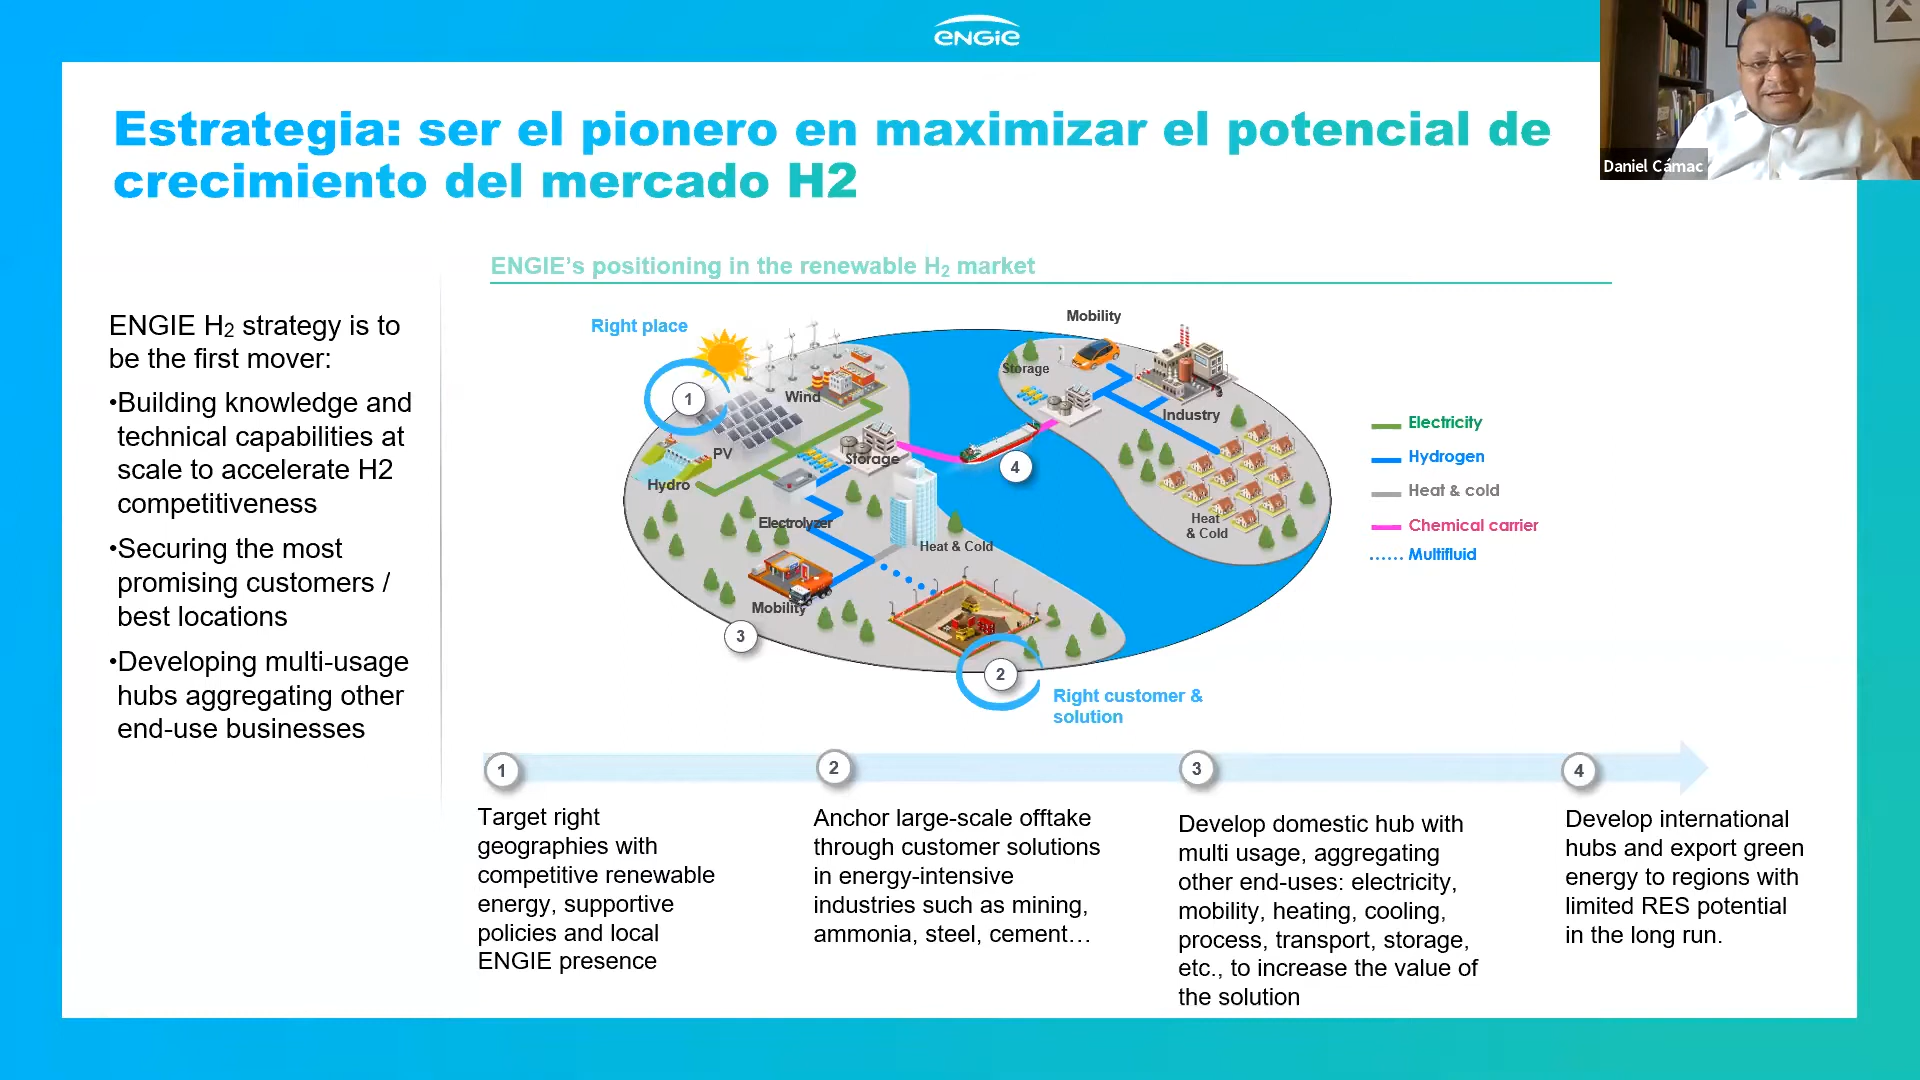 ENGIE
Daniel Cámac
Estrategia: ser el pionero en maximizar el potencial de
crecimiento del mercado H2
ENGIE H2 strategy is to
be the first mover:
•Building knowledge and
technical capabilities at
scale to accelerate H2
competitiveness
•Securing the most
promising customers /
best locations
•Developing multi-usage
hubs aggregating other
end-use businesses
ENGIE’s positioning in the renewable H2 market
Right place
1
Wind
PV
Hydro
Storage
Electrolyzer
Heat & Cold
Mobility
3
2
Right customer &
solution
4
Mobility
Storage
Industry
Heat
& Cold
Electricity
Hydrogen
Heat & cold
Chemical carrier
Multifluid
1
Target right
geographies with
competitive renewable
energy, supportive
policies and local
ENGIE presence
2
Anchor large-scale offtake
through customer solutions
in energy-intensive
industries such as mining,
ammonia, steel, cement…
3
Develop domestic hub with
multi usage, aggregating
other end-uses: electricity,
mobility, heating, cooling,
process, transport, storage,
etc., to increase the value of
the solution
4
Develop international
hubs and export green
energy to regions with
limited RES potential
in the long run.